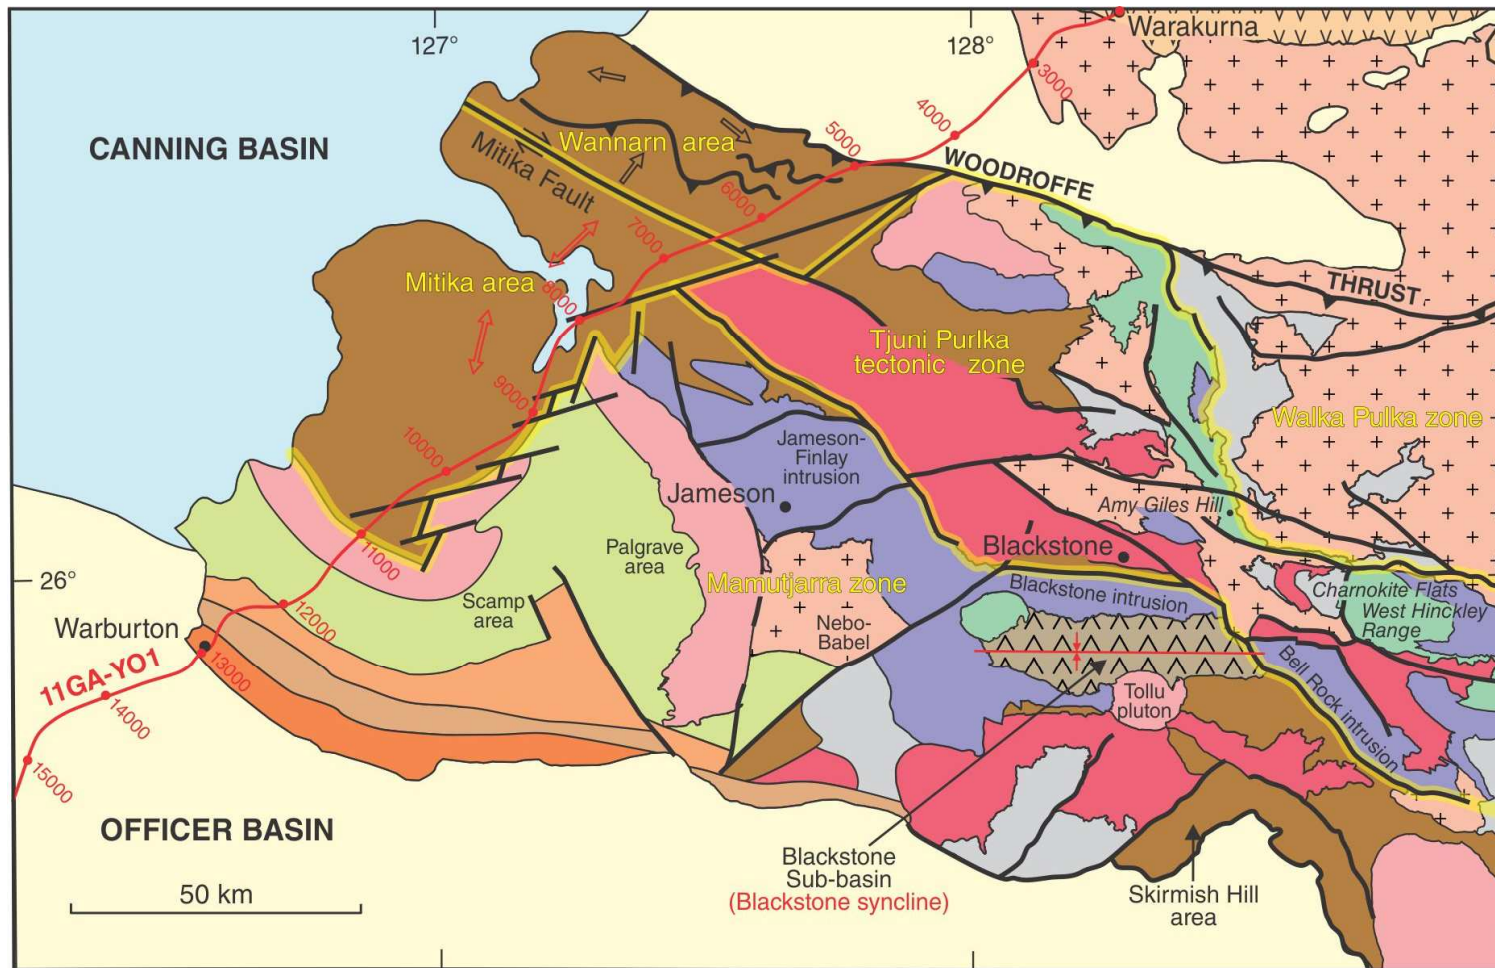 127°
128°
Warakurna
3000
4000
5000
CANNING BASIN
Wannarn area
Mitika Fault
WOODROFFE
THRUST
6000
7000
8000
Mitika area
Tjuni Purlka
tectonic zone
Walka Pulka zone
9000
10000
11000
12000
13000
14000
15000
Jameson-
Finlay
intrusion
Jameson
Amy Giles Hill
Blackstone
Palgrave
area
Mamutjarra zone
26°
Scamp
area
Nebo-
Babel
Blackstone intrusion
Charnokite Flats
West Hinckley
Range
Warburton
11GA-YO1
Tollu
pluton
Bell Rock intrusion
OFFICER BASIN
50 km
Blackstone
Sub-basin
(Blackstone syncline)
Skirmish Hill
area